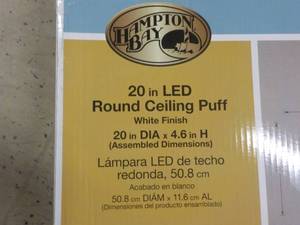 HAMPTON
BAY
20 in LED
Round Ceiling Puff
White Finish
20 in DIA x 4.6 in H
(Assembled Dimensions)
Lámpara LED de techo
redonda, 50.8 cm
Acabado en blanco
50.8 cm DIÁM x 11.6 cm AL
(Dimensiones del producto ensamblado)